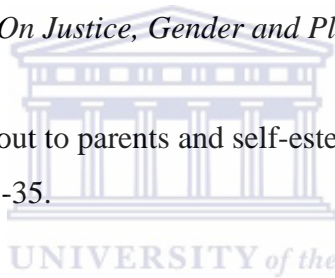 On Justice, Gender and Pl
out to parents and self-este
-35.
UNIVERSITY of the